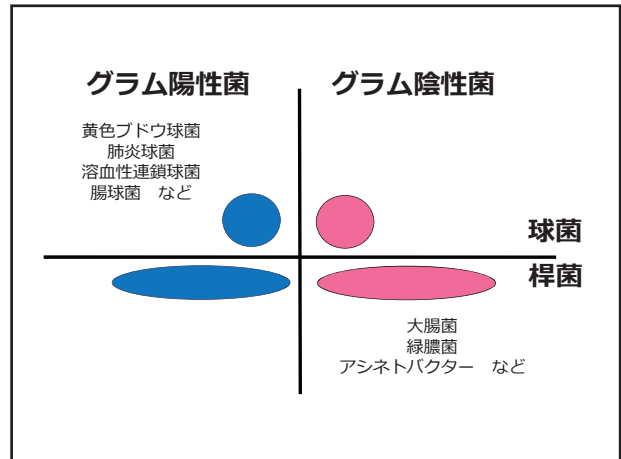 グラム陽性菌
グラム陰性菌
黄色ブドウ球菌
肺炎球菌
溶血性連鎖球菌
腸球菌　など
球菌
桿菌
大腸菌
緑膿菌
アシネトバクター　など